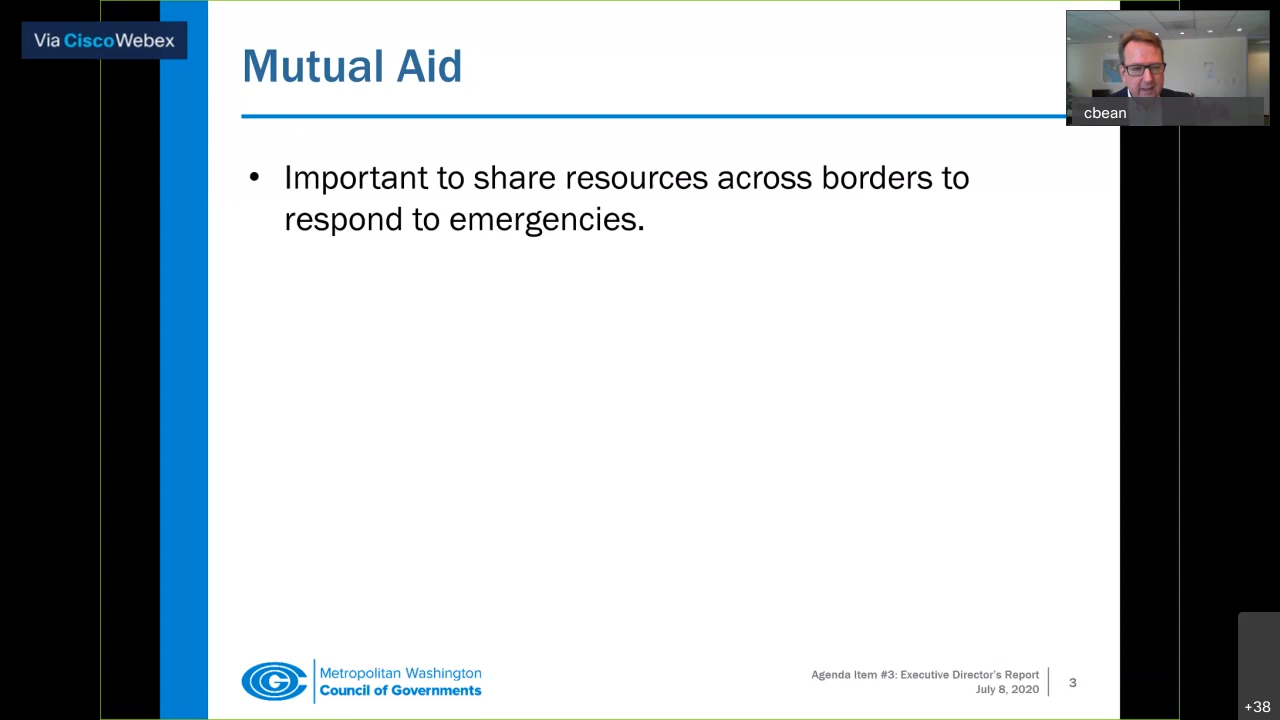 Via CiscoWebex
Mutual Aid
cbean
• Important to share resources across borders to
respond to emergencies.
Metropolitan Washington
Council of Governments
Agenda Item #3: Executive Director's Report
July 8, 2020
3
+38